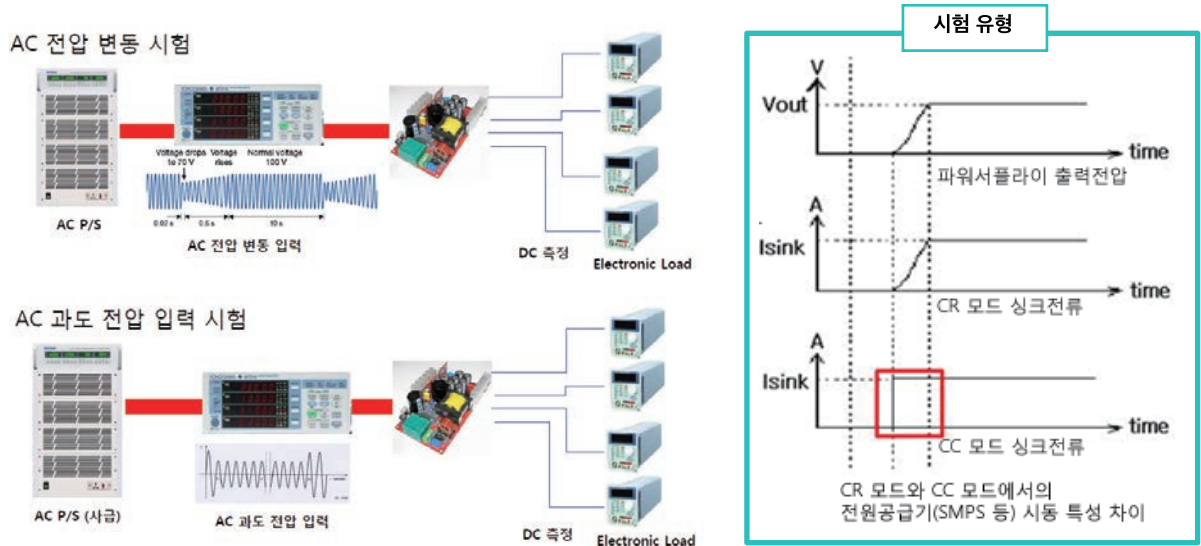 AC 전압 변동 시험
YOKOGAWA
Voltage drops to 70 V
Voltage rises
Normal voltage 100 V
0.02 s
0.5 s
10 s
AC P/S
AC 전압 변동 입력
DC 측정
Electronic Load
AC 과도 전압 입력 시험
YOKOGAWA
AC P/S (사급)
AC 과도 전압 입력
DC 측정
Electronic Load
시험 유형
V
Vout
time
파워서플라이 출력전압
A
Isink
time
CR 모드 싱크전류
A
Isink
time
CC 모드 싱크전류
CR 모드와 CC 모드에서의
전원공급기(SMPS 등) 시동 특성 차이